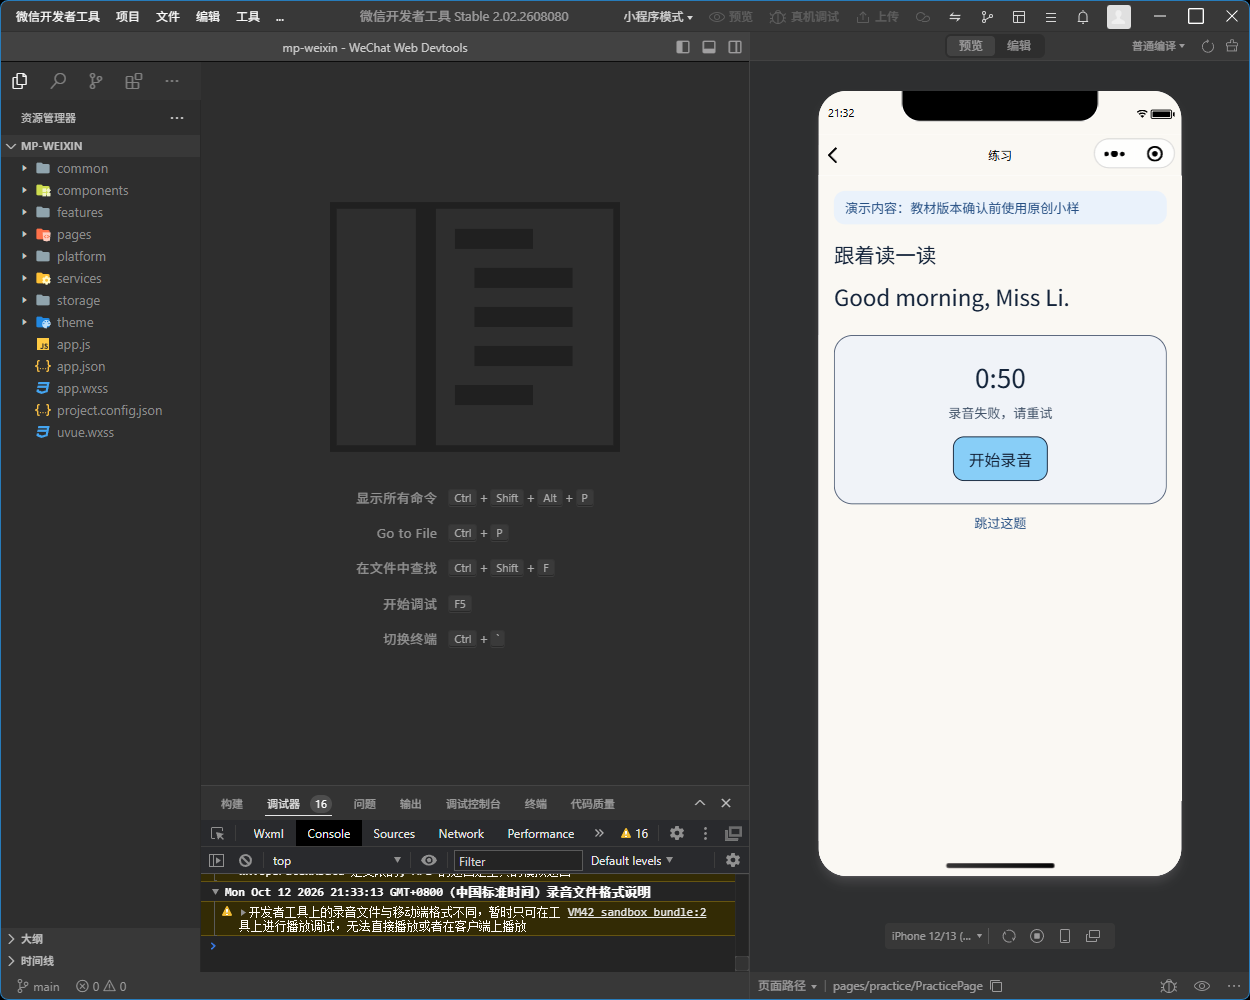 微信开发者工具 项目 文件 编辑 工具 ... 微信开发者工具 Stable 2.02.2608080 小程序模式 预览 真机调试 上传
mp-weixin - WeChat Web Devtools 预览 编辑 普通编译
资源管理器
MP-WEIXIN
common
components
features
pages
platform
services
storage
theme
app.js
app.json
app.wxss
project.config.json
uvue.wxss
大纲
时间线
main 0 0
显示所有命令 Ctrl + Shift + Alt + P
Go to File Ctrl + P
在文件中查找 Ctrl + Shift + F
开始调试 F5
切换终端 Ctrl + `
构建 调试器 16 问题 输出 调试控制台 终端 代码质量
Wxml Console Sources Network Performance » 16
top Filter Default levels
Mon Oct 12 2026 21:33:13 GMT+0800 (中国标准时间) 录音文件格式说明
开发者工具上的录音文件与移动端格式不同，暂时只可在工 VM42 sandbox bundle:2
具上进行播放调试，无法直接播放或者在客户端上播放
21:32
练习
演示内容：教材版本确认前使用原创小样
跟着读一读
Good morning, Miss Li.
0:50
录音失败，请重试
开始录音
跳过这题
iPhone 12/13 (...
页面路径 pages/practice/PracticePage